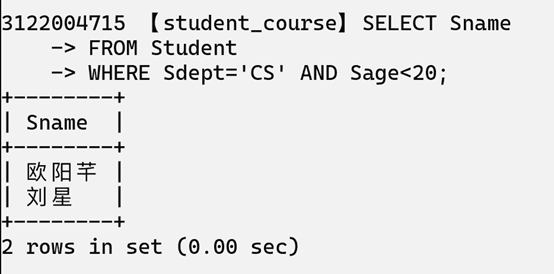 3122004715 【student_course】SELECT Sname
    -> FROM Student
    -> WHERE Sdept='CS' AND Sage<20;
+--------+
| Sname  |
+--------+
| 欧阳芊 |
| 刘星   |
+--------+
2 rows in set (0.00 sec)